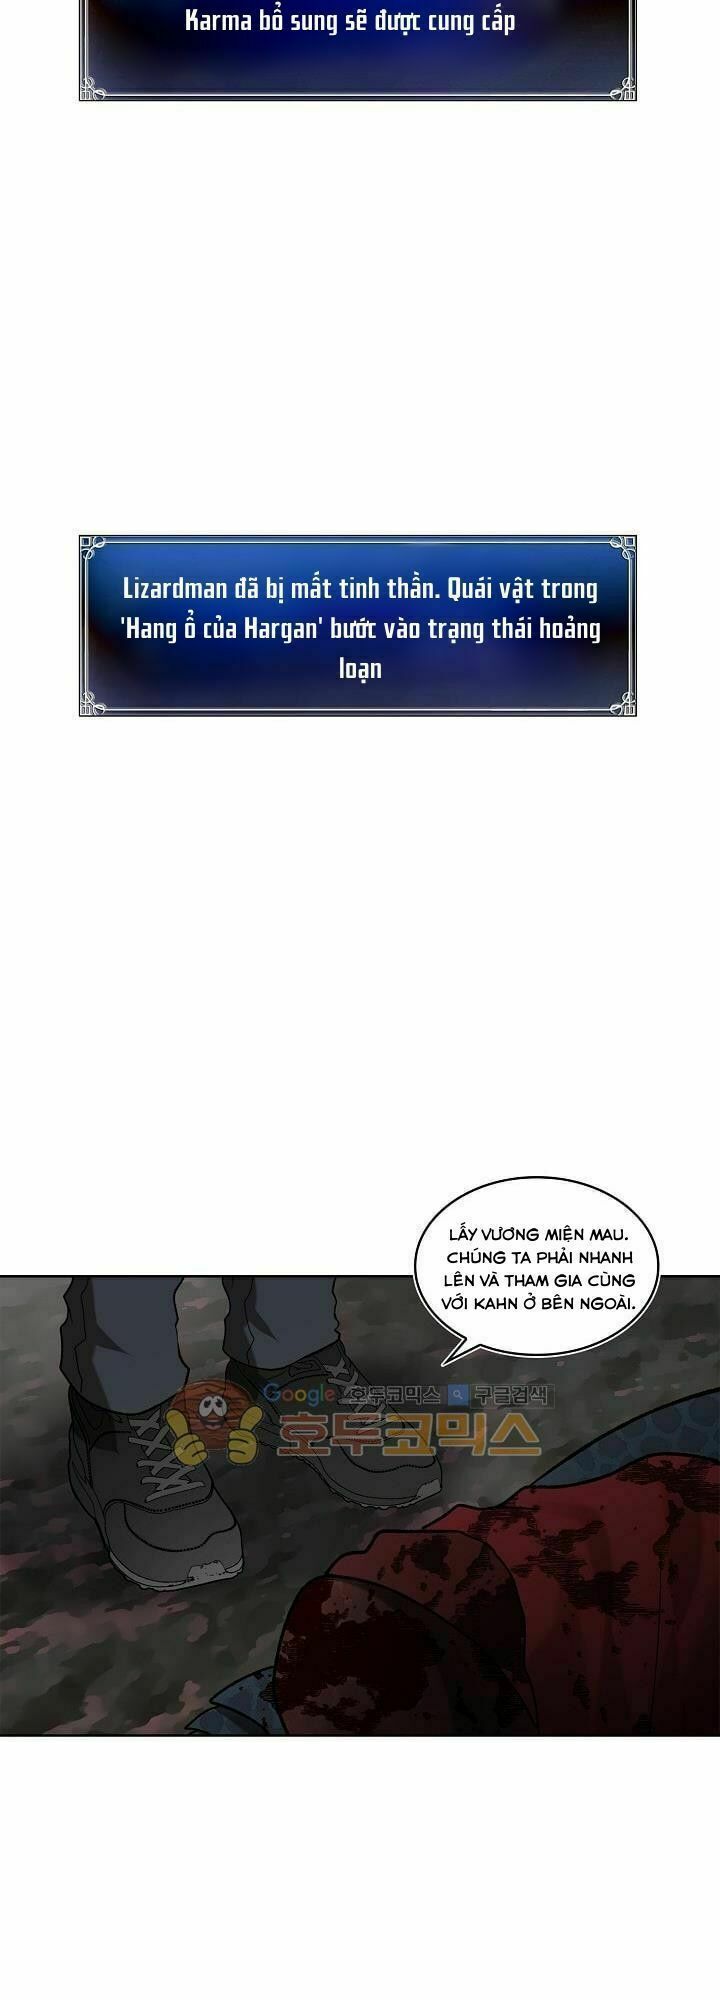 Karma bổ sung sẽ được cung cấp
Lizardman đã bị mất tinh thần. Quái vật trong
'Hang ổ của Hargan' bước vào trạng thái hoảng
loạn
LẤY VƯƠNG MIỆN MAU.
CHÚNG TA PHẢI NHANH
LÊN VÀ THAM GIA CÙNG
VỚI KAHN Ở BÊN NGOÀI.
Google 호두코믹스 구글검색
호두코믹스